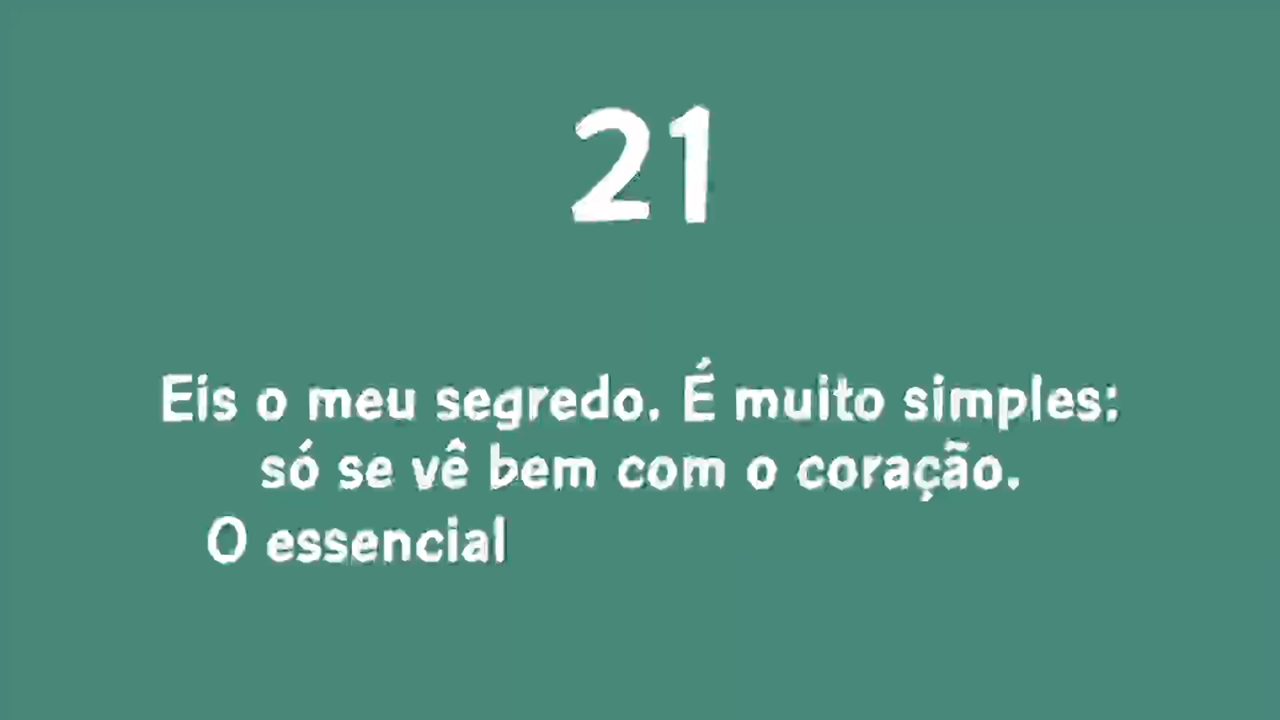 21
Eis o meu segredo. É muito simples:
só se vê bem com o coração.
O essencial